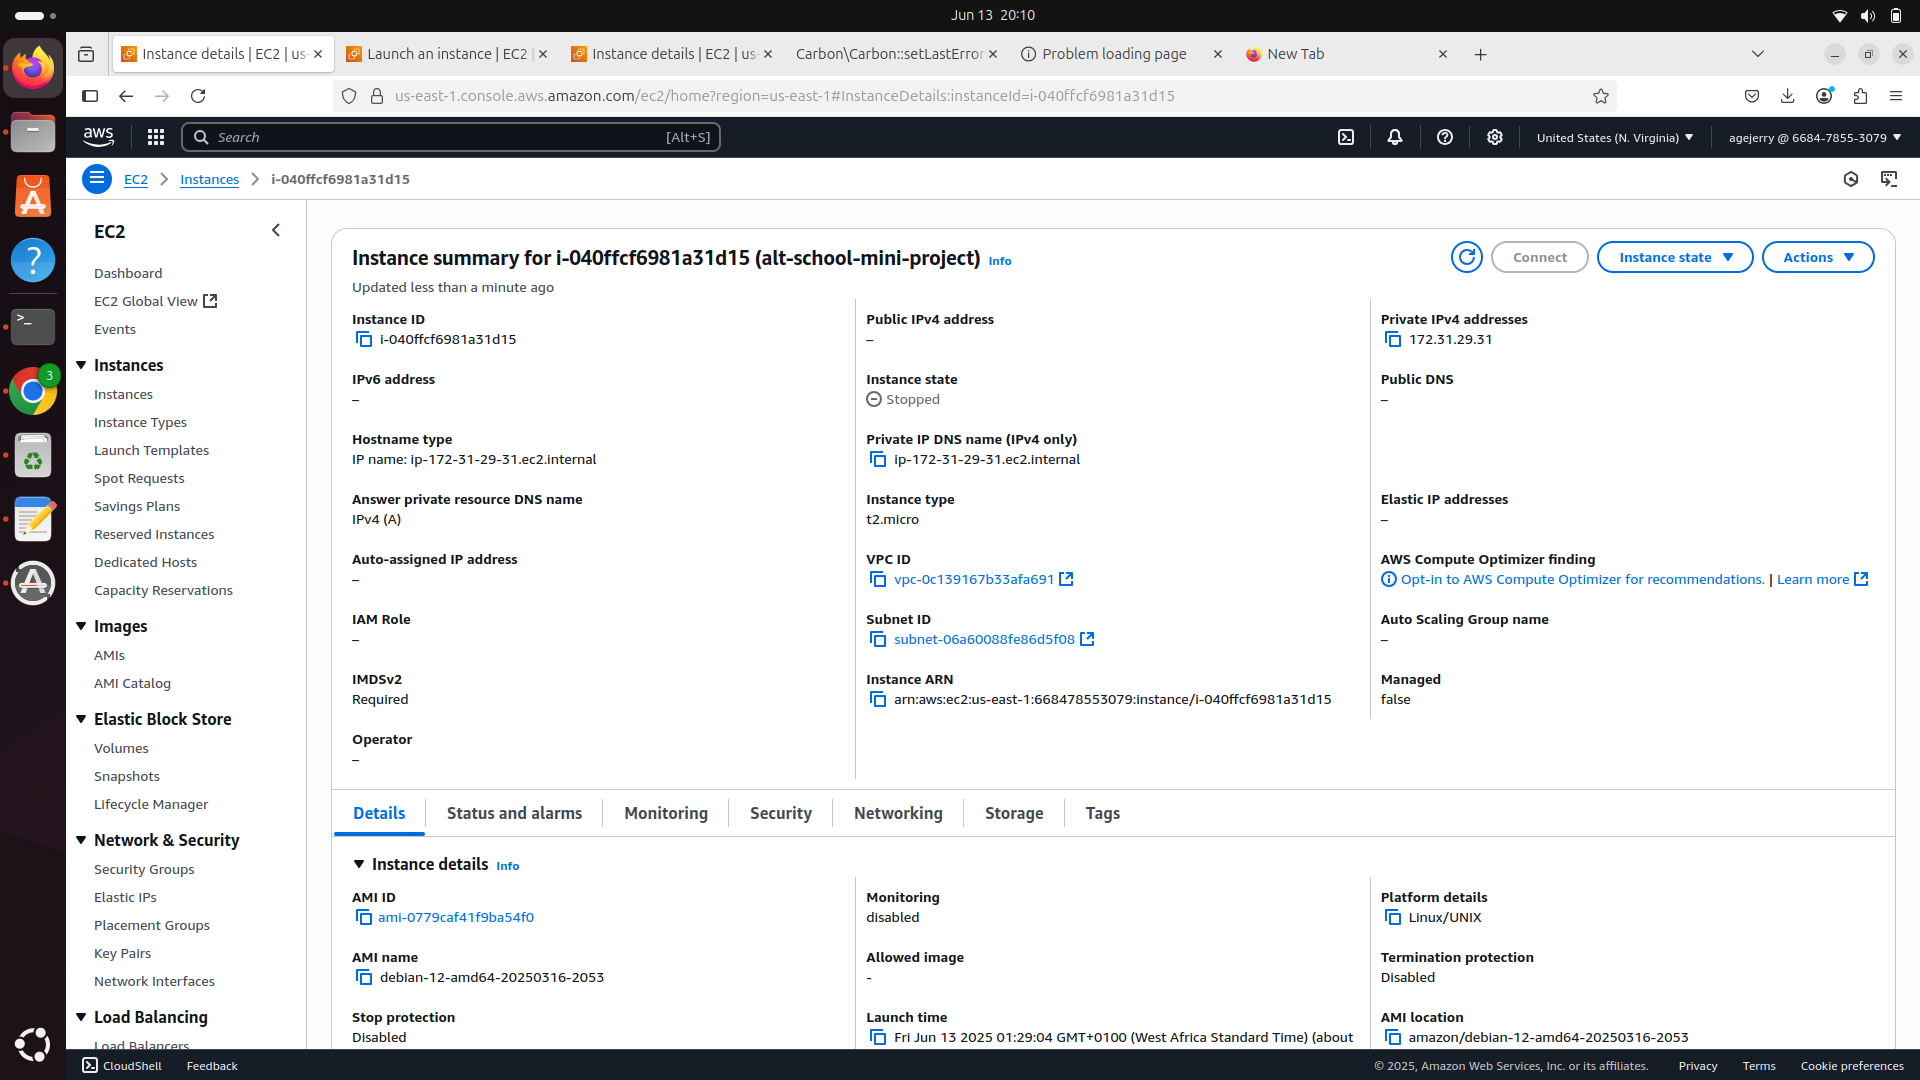 Jun 13 20:10
Instance details | EC2 | us-
Launch an instance | EC2 |
Instance details | EC2 | us-
Carbon\Carbon::setLastError
Problem loading page
New Tab
us-east-1.console.aws.amazon.com/ec2/home?region=us-east-1#InstanceDetails:instanceId=i-040ffcf6981a31d15
aws
Search
[Alt+S]
United States (N. Virginia)
agejerry @ 6684-7855-3079
EC2
Instances
i-040ffcf6981a31d15
3
EC2
Dashboard
EC2 Global View
Events
Instances
Instances
Instance Types
Launch Templates
Spot Requests
Savings Plans
Reserved Instances
Dedicated Hosts
Capacity Reservations
Images
AMIs
AMI Catalog
Elastic Block Store
Volumes
Snapshots
Lifecycle Manager
Network & Security
Security Groups
Elastic IPs
Placement Groups
Key Pairs
Network Interfaces
Load Balancing
Load Balancers
Instance summary for i-040ffcf6981a31d15 (alt-school-mini-project) Info
Updated less than a minute ago
Connect
Instance state
Actions
Instance ID
i-040ffcf6981a31d15
Public IPv4 address
–
Private IPv4 addresses
172.31.29.31
IPv6 address
–
Instance state
Stopped
Public DNS
–
Hostname type
IP name: ip-172-31-29-31.ec2.internal
Private IP DNS name (IPv4 only)
ip-172-31-29-31.ec2.internal
Answer private resource DNS name
IPv4 (A)
Instance type
t2.micro
Elastic IP addresses
–
Auto-assigned IP address
–
VPC ID
vpc-0c139167b33afa691
AWS Compute Optimizer finding
Opt-in to AWS Compute Optimizer for recommendations. | Learn more
IAM Role
–
Subnet ID
subnet-06a60088fe86d5f08
Auto Scaling Group name
–
IMDSv2
Required
Instance ARN
arn:aws:ec2:us-east-1:668478553079:instance/i-040ffcf6981a31d15
Managed
false
Operator
–
Details
Status and alarms
Monitoring
Security
Networking
Storage
Tags
Instance details Info
AMI ID
ami-0779caf41f9ba54f0
Monitoring
disabled
Platform details
Linux/UNIX
AMI name
debian-12-amd64-20250316-2053
Allowed image
-
Termination protection
Disabled
Stop protection
Disabled
Launch time
Fri Jun 13 2025 01:29:04 GMT+0100 (West Africa Standard Time) (about
AMI location
amazon/debian-12-amd64-20250316-2053
CloudShell
Feedback
© 2025, Amazon Web Services, Inc. or its affiliates.
Privacy
Terms
Cookie preferences